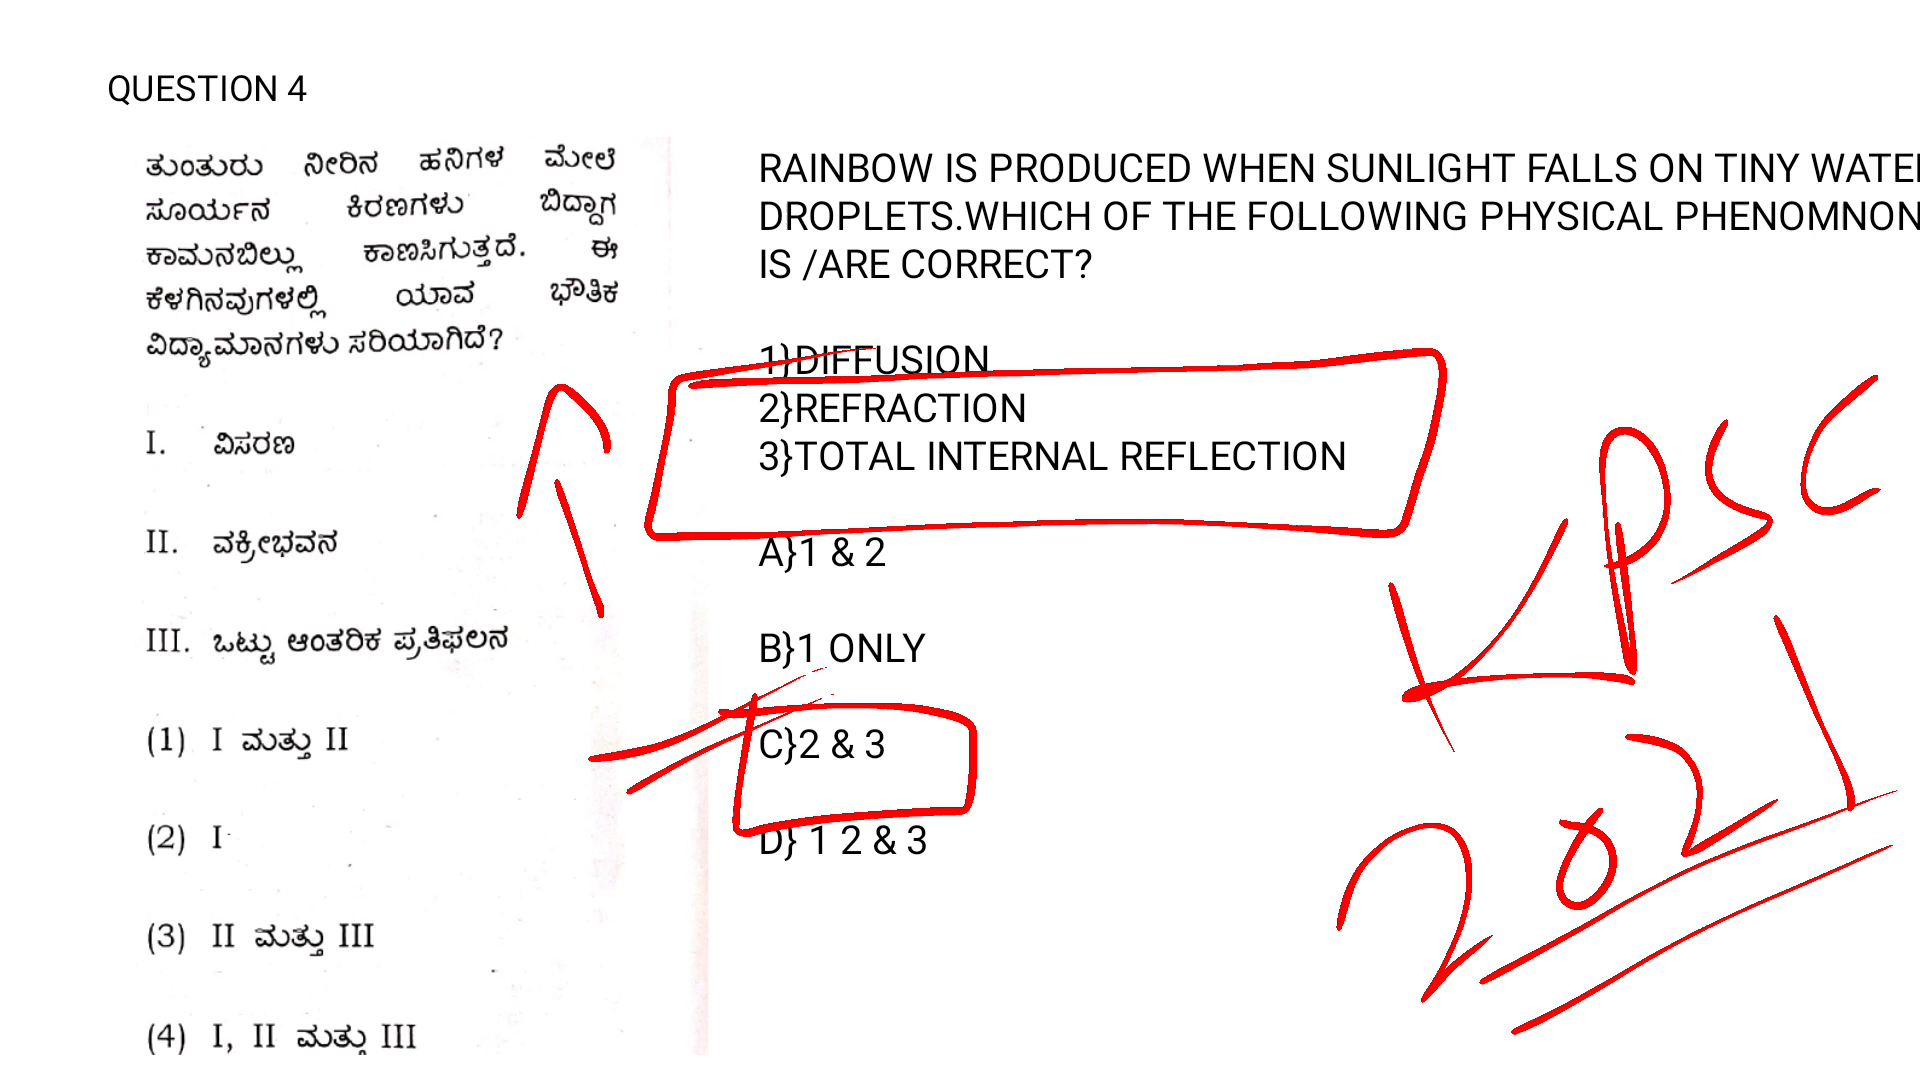 QUESTION 4
ತುಂತುರು ನೀರಿನ ಹನಿಗಳ ಮೇಲೆ
ಸೂರ್ಯನ ಕಿರಣಗಳು ಬಿದ್ದಾಗ
ಕಾಮನಬಿಲ್ಲು ಕಾಣಸಿಗುತ್ತದೆ. ಈ
ಕೆಳಗಿನವುಗಳಲ್ಲಿ ಯಾವ ಭೌತಿಕ
ವಿದ್ಯಾಮಾನಗಳು ಸರಿಯಾಗಿದೆ?
I. ವಿಸರಣ
II. ವಕ್ರೀಭವನ
III. ಒಟ್ಟು ಆಂತರಿಕ ಪ್ರತಿಫಲನ
(1) I ಮತ್ತು II
(2) I
(3) II ಮತ್ತು III
(4) I, II ಮತ್ತು III
RAINBOW IS PRODUCED WHEN SUNLIGHT FALLS ON TINY WATE
DROPLETS.WHICH OF THE FOLLOWING PHYSICAL PHENOMNON
IS /ARE CORRECT?
1}DIFFUSION
2}REFRACTION
3}TOTAL INTERNAL REFLECTION
A}1 & 2
B}1 ONLY
C}2 & 3
D} 1 2 & 3
KPSC
2021